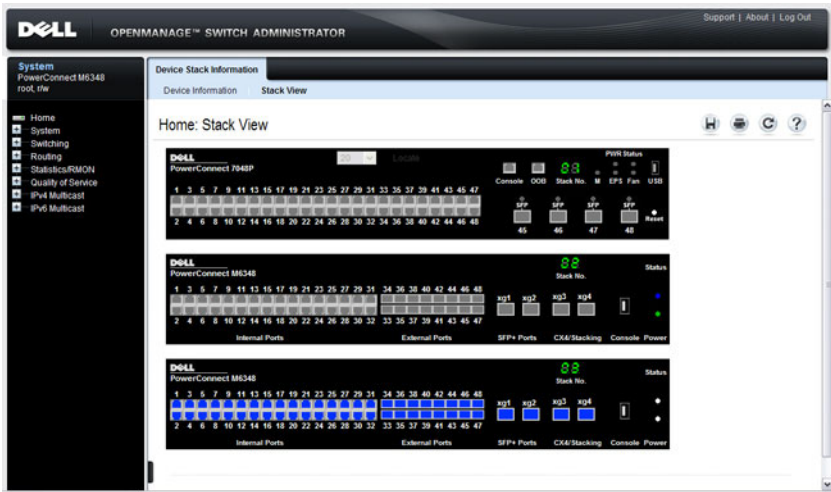 Support | About | Log Out
DELL OPENMANAGE™ SWITCH ADMINISTRATOR
System
PowerConnect M6348
root, r/w
Home
System
Switching
Routing
Statistics/RMON
Quality of Service
IPv4 Multicast
IPv6 Multicast
Device Stack Information
Device Information Stack View
Home: Stack View
DELL
PowerConnect 7048P
20 Locate
PWR Status
Console OOB Stack No. M EPS Fan USB
1 3 5 7 9 11 13 15 17 19 21 23 25 27 29 31 33 35 37 39 41 43 45 47
2 4 6 8 10 12 14 16 18 20 22 24 26 28 30 32 34 36 38 40 42 44 46 48
SFP SFP SFP SFP
45 46 47 48
Reset
DELL
PowerConnect M6348
Stack No.
Status
1 3 5 7 9 11 13 15 17 19 21 23 25 27 29 31 34 36 38 40 42 44 46 48
xg1 xg2 xg3 xg4
2 4 6 8 10 12 14 16 18 20 22 24 26 28 30 32 33 35 37 39 41 43 45 47
Internal Ports External Ports SFP+ Ports CX4/Stacking Console Power
DELL
PowerConnect M6348
Stack No.
Status
1 3 5 7 9 11 13 15 17 19 21 23 25 27 29 31 34 36 38 40 42 44 46 48
xg1 xg2 xg3 xg4
2 4 6 8 10 12 14 16 18 20 22 24 26 28 30 32 33 35 37 39 41 43 45 47
Internal Ports External Ports SFP+ Ports CX4/Stacking Console Power